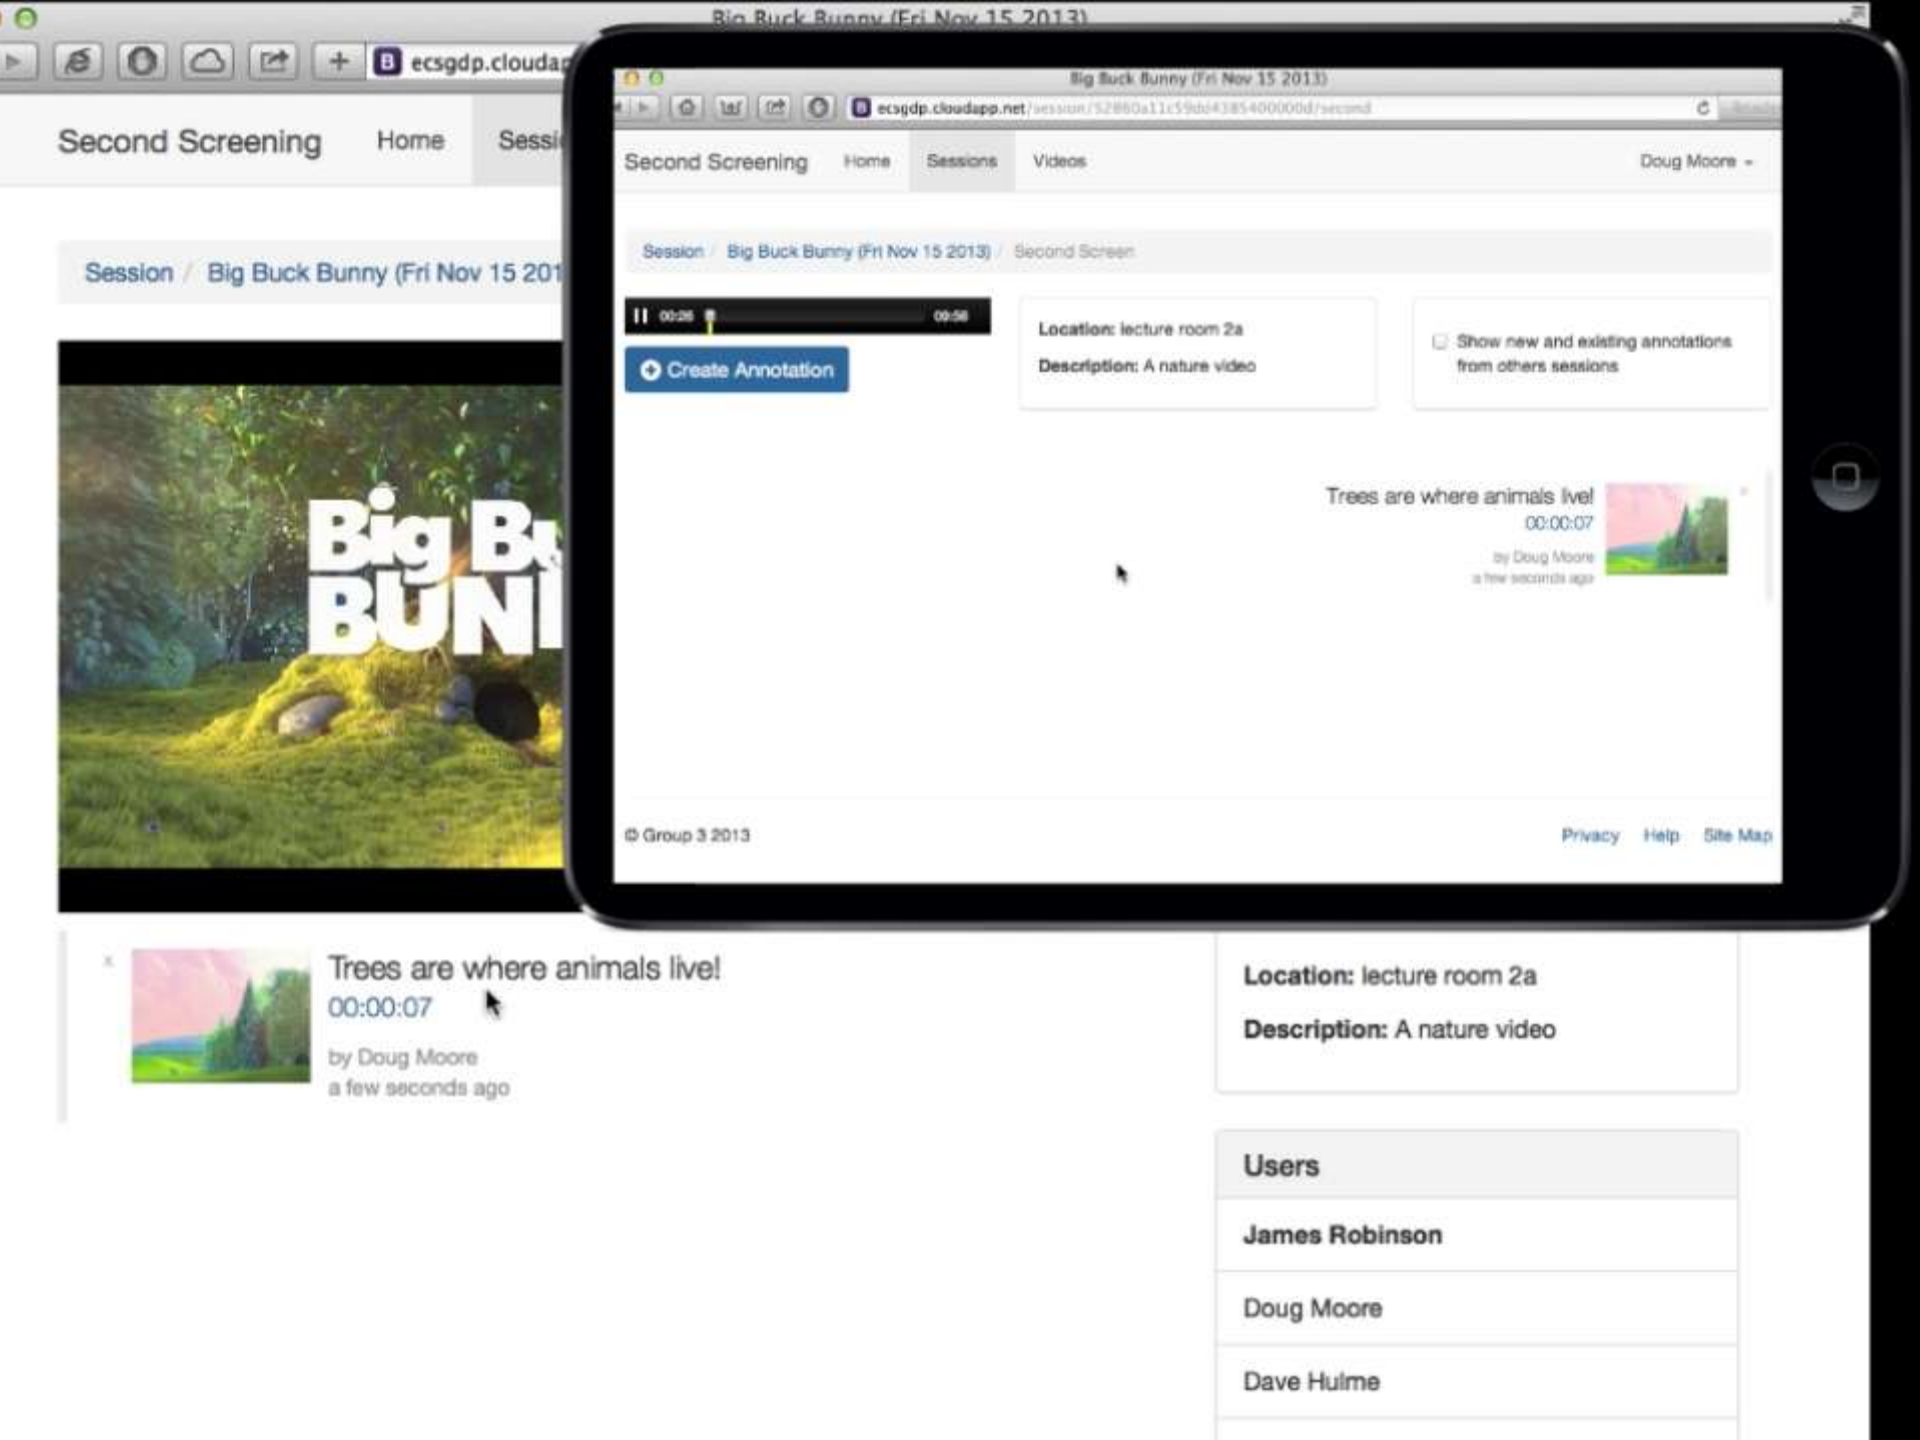 Big Buck Bunny (Fri Nov 15 2013)
ecsgdp.cloudap
Second Screening Home Sessi
Session / Big Buck Bunny (Fri Nov 15 201
Big Bu
BUN
Trees are where animals live!
00:00:07
by Doug Moore
a few seconds ago
Location: lecture room 2a
Description: A nature video
Users
James Robinson
Doug Moore
Dave Hulme
Big Buck Bunny (Fri Nov 15 2013)
ecsgdp.cloudapp.net/session/
Second Screening Home Sessions Videos Doug Moore
Session / Big Buck Bunny (Fri Nov 15 2013) / Second Screen
00:26 09:56
Create Annotation
Location: lecture room 2a
Description: A nature video
Show new and existing annotations
from others sessions
Trees are where animals live!
00:00:07
by Doug Moore
a few seconds ago
© Group 3 2013
Privacy Help Site Map